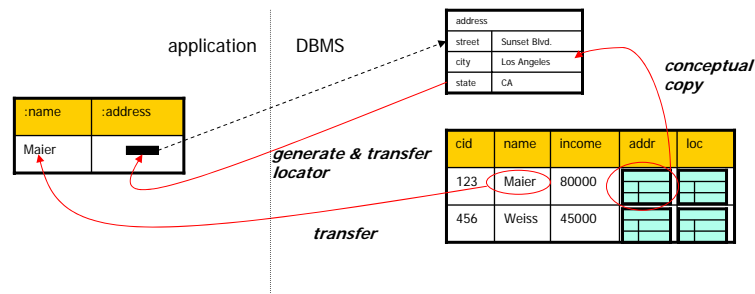 application DBMS
address
street Sunset Blvd.
city Los Angeles
state CA
conceptual
copy
:name :address
Maier
generate & transfer
locator
transfer
cid name income addr loc
123 Maier 80000
456 Weiss 45000